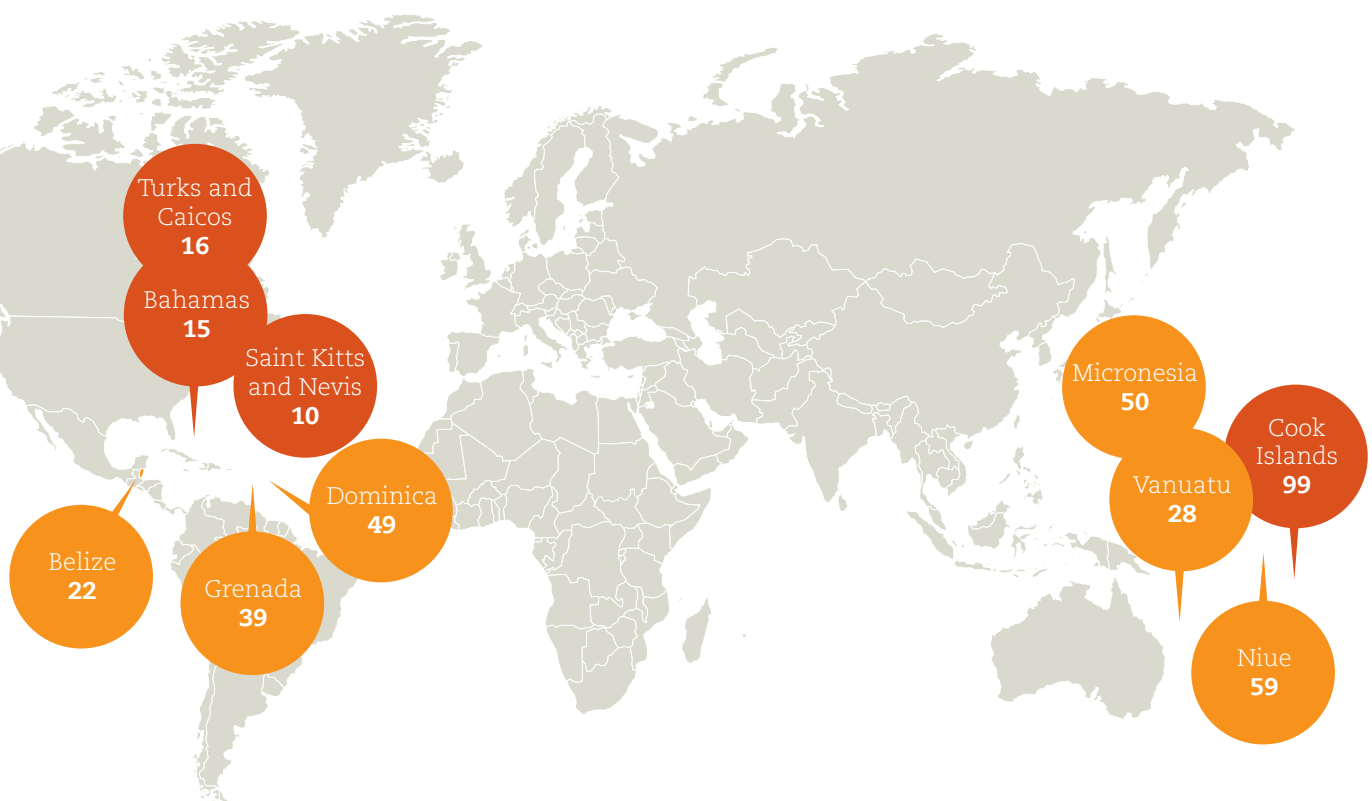 Turks and
Caicos
16
Bahamas
15
Saint Kitts
and Nevis
10
Dominica
49
Belize
22
Grenada
39
Micronesia
50
Cook
Islands
99
Vanuatu
28
Niue
59